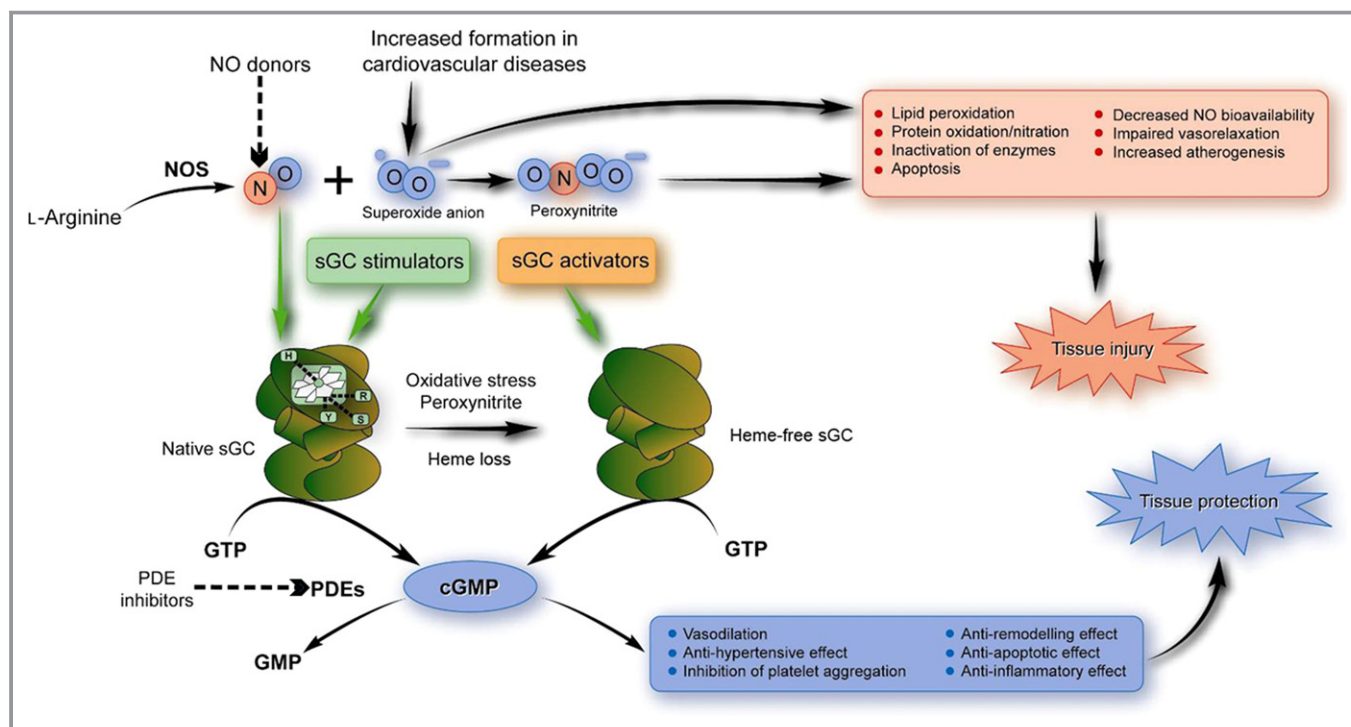 Increased formation in
cardiovascular diseases
NO donors
NOS
L-Arginine
N
O
+
O
O
Superoxide anion
O
N
O
O
Peroxynitrite
Lipid peroxidation
Protein oxidation/nitration
Inactivation of enzymes
Apoptosis
Decreased NO bioavailability
Impaired vasorelaxation
Increased atherogenesis
sGC stimulators
sGC activators
Tissue injury
H
R
Y
S
Native sGC
Oxidative stress
Peroxynitrite
Heme loss
Heme-free sGC
Tissue protection
GTP
GTP
PDE
inhibitors
PDEs
cGMP
GMP
Vasodilation
Anti-hypertensive effect
Inhibition of platelet aggregation
Anti-remodelling effect
Anti-apoptotic effect
Anti-inflammatory effect